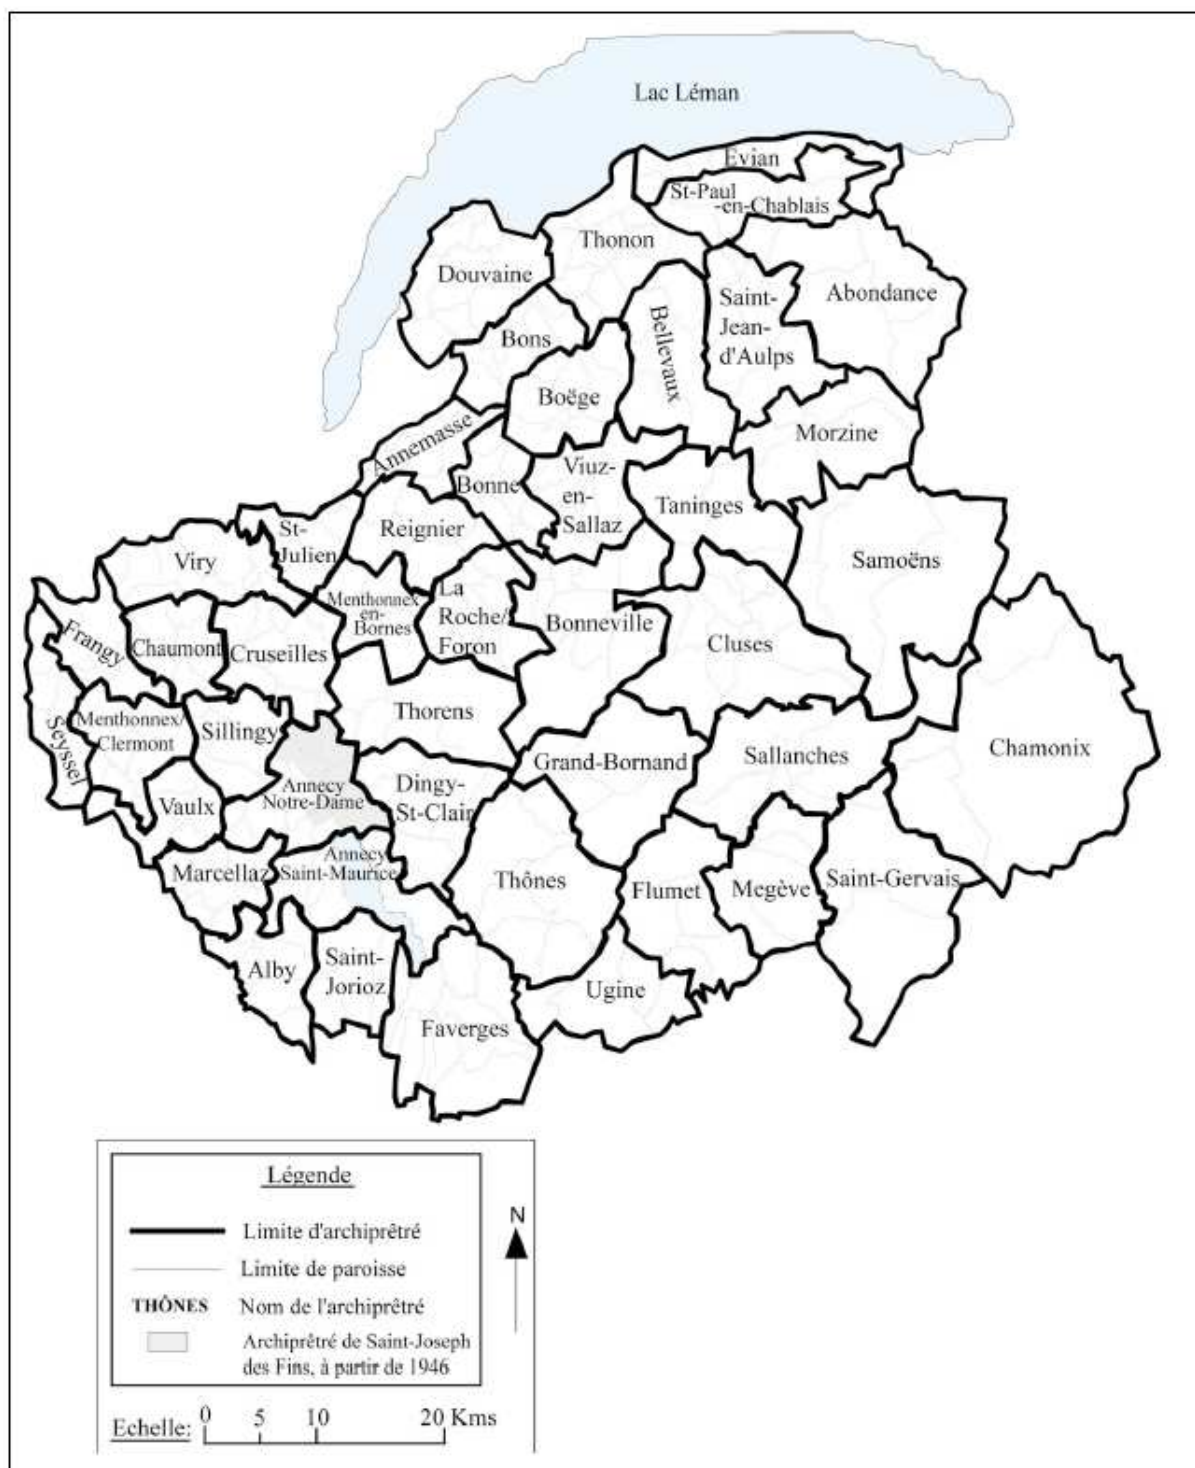 Lac Léman
Evian
St-Paul
-en-Chablais
Thonon
Douvaine
Abondance
Saint-
Jean-
d'Aulps
Bellevaux
Bons
Boëge
Morzine
Annemasse
Bonne
Viuz-
en-
Sallaz
Taninges
Reignier
St-
Julien
Viry
Samoëns
Menthonnex
en-
Bornes
La
Roche/
Foron
Bonneville
Cluses
Frangy
Chaumont
Cruseilles
Thorens
Seyssel
Menthonnex/
Clermont
Sillingy
Grand-Bornand
Sallanches
Chamonix
Annecy
Notre-Dame
Dingy-
St-Clair
Vaulx
Marcellaz
Annecy
Saint-Maurice
Thônes
Flumet
Megève
Saint-Gervais
Alby
Saint-
Jorioz
Ugine
Faverges
Légende
Limite d'archiprêtré
Limite de paroisse
THÔNES Nom de l'archiprêtré
Archiprêtré de Saint-Joseph
des Fins, à partir de 1946
N
Echelle: 0 5 10 20 Kms